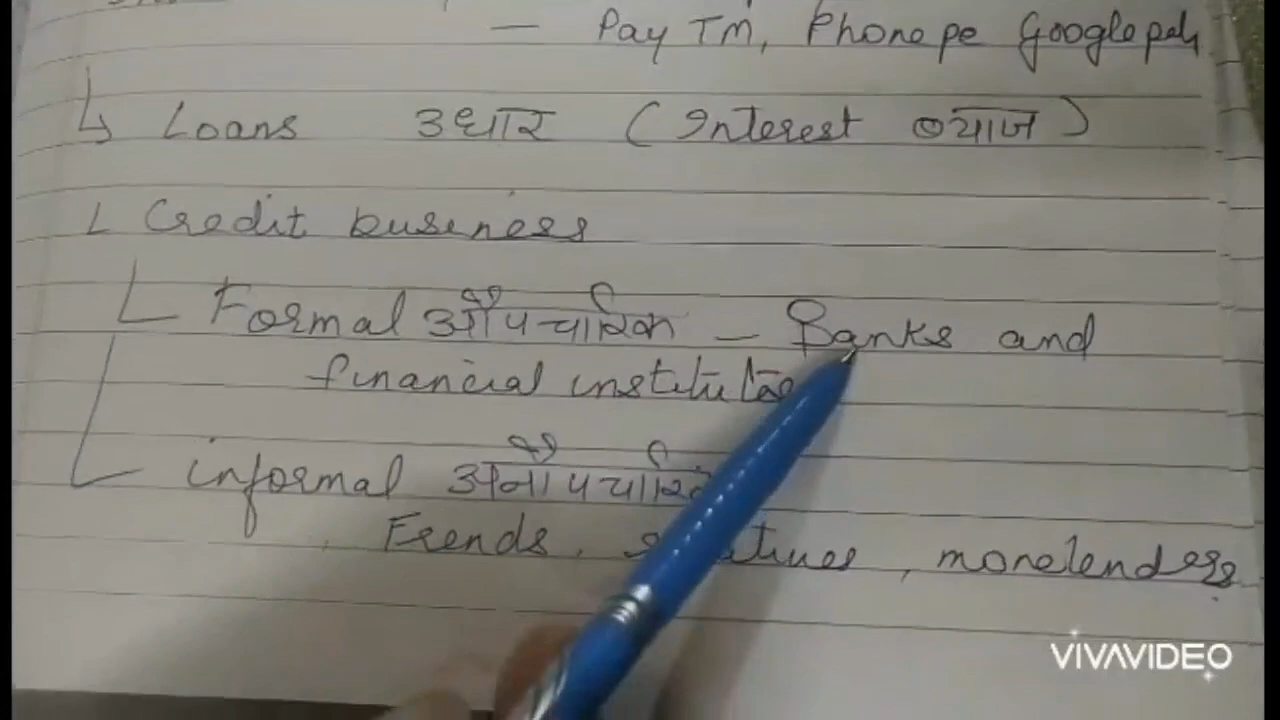 — Pay TM, Phone pe Google pay
↳ Loans उधार (Interest ब्याज)
Credit business
Formal औपचारिक – Banks and
financial institutes
informal अनौपचारिक
Frends, monelenders
VIVAVIDEO